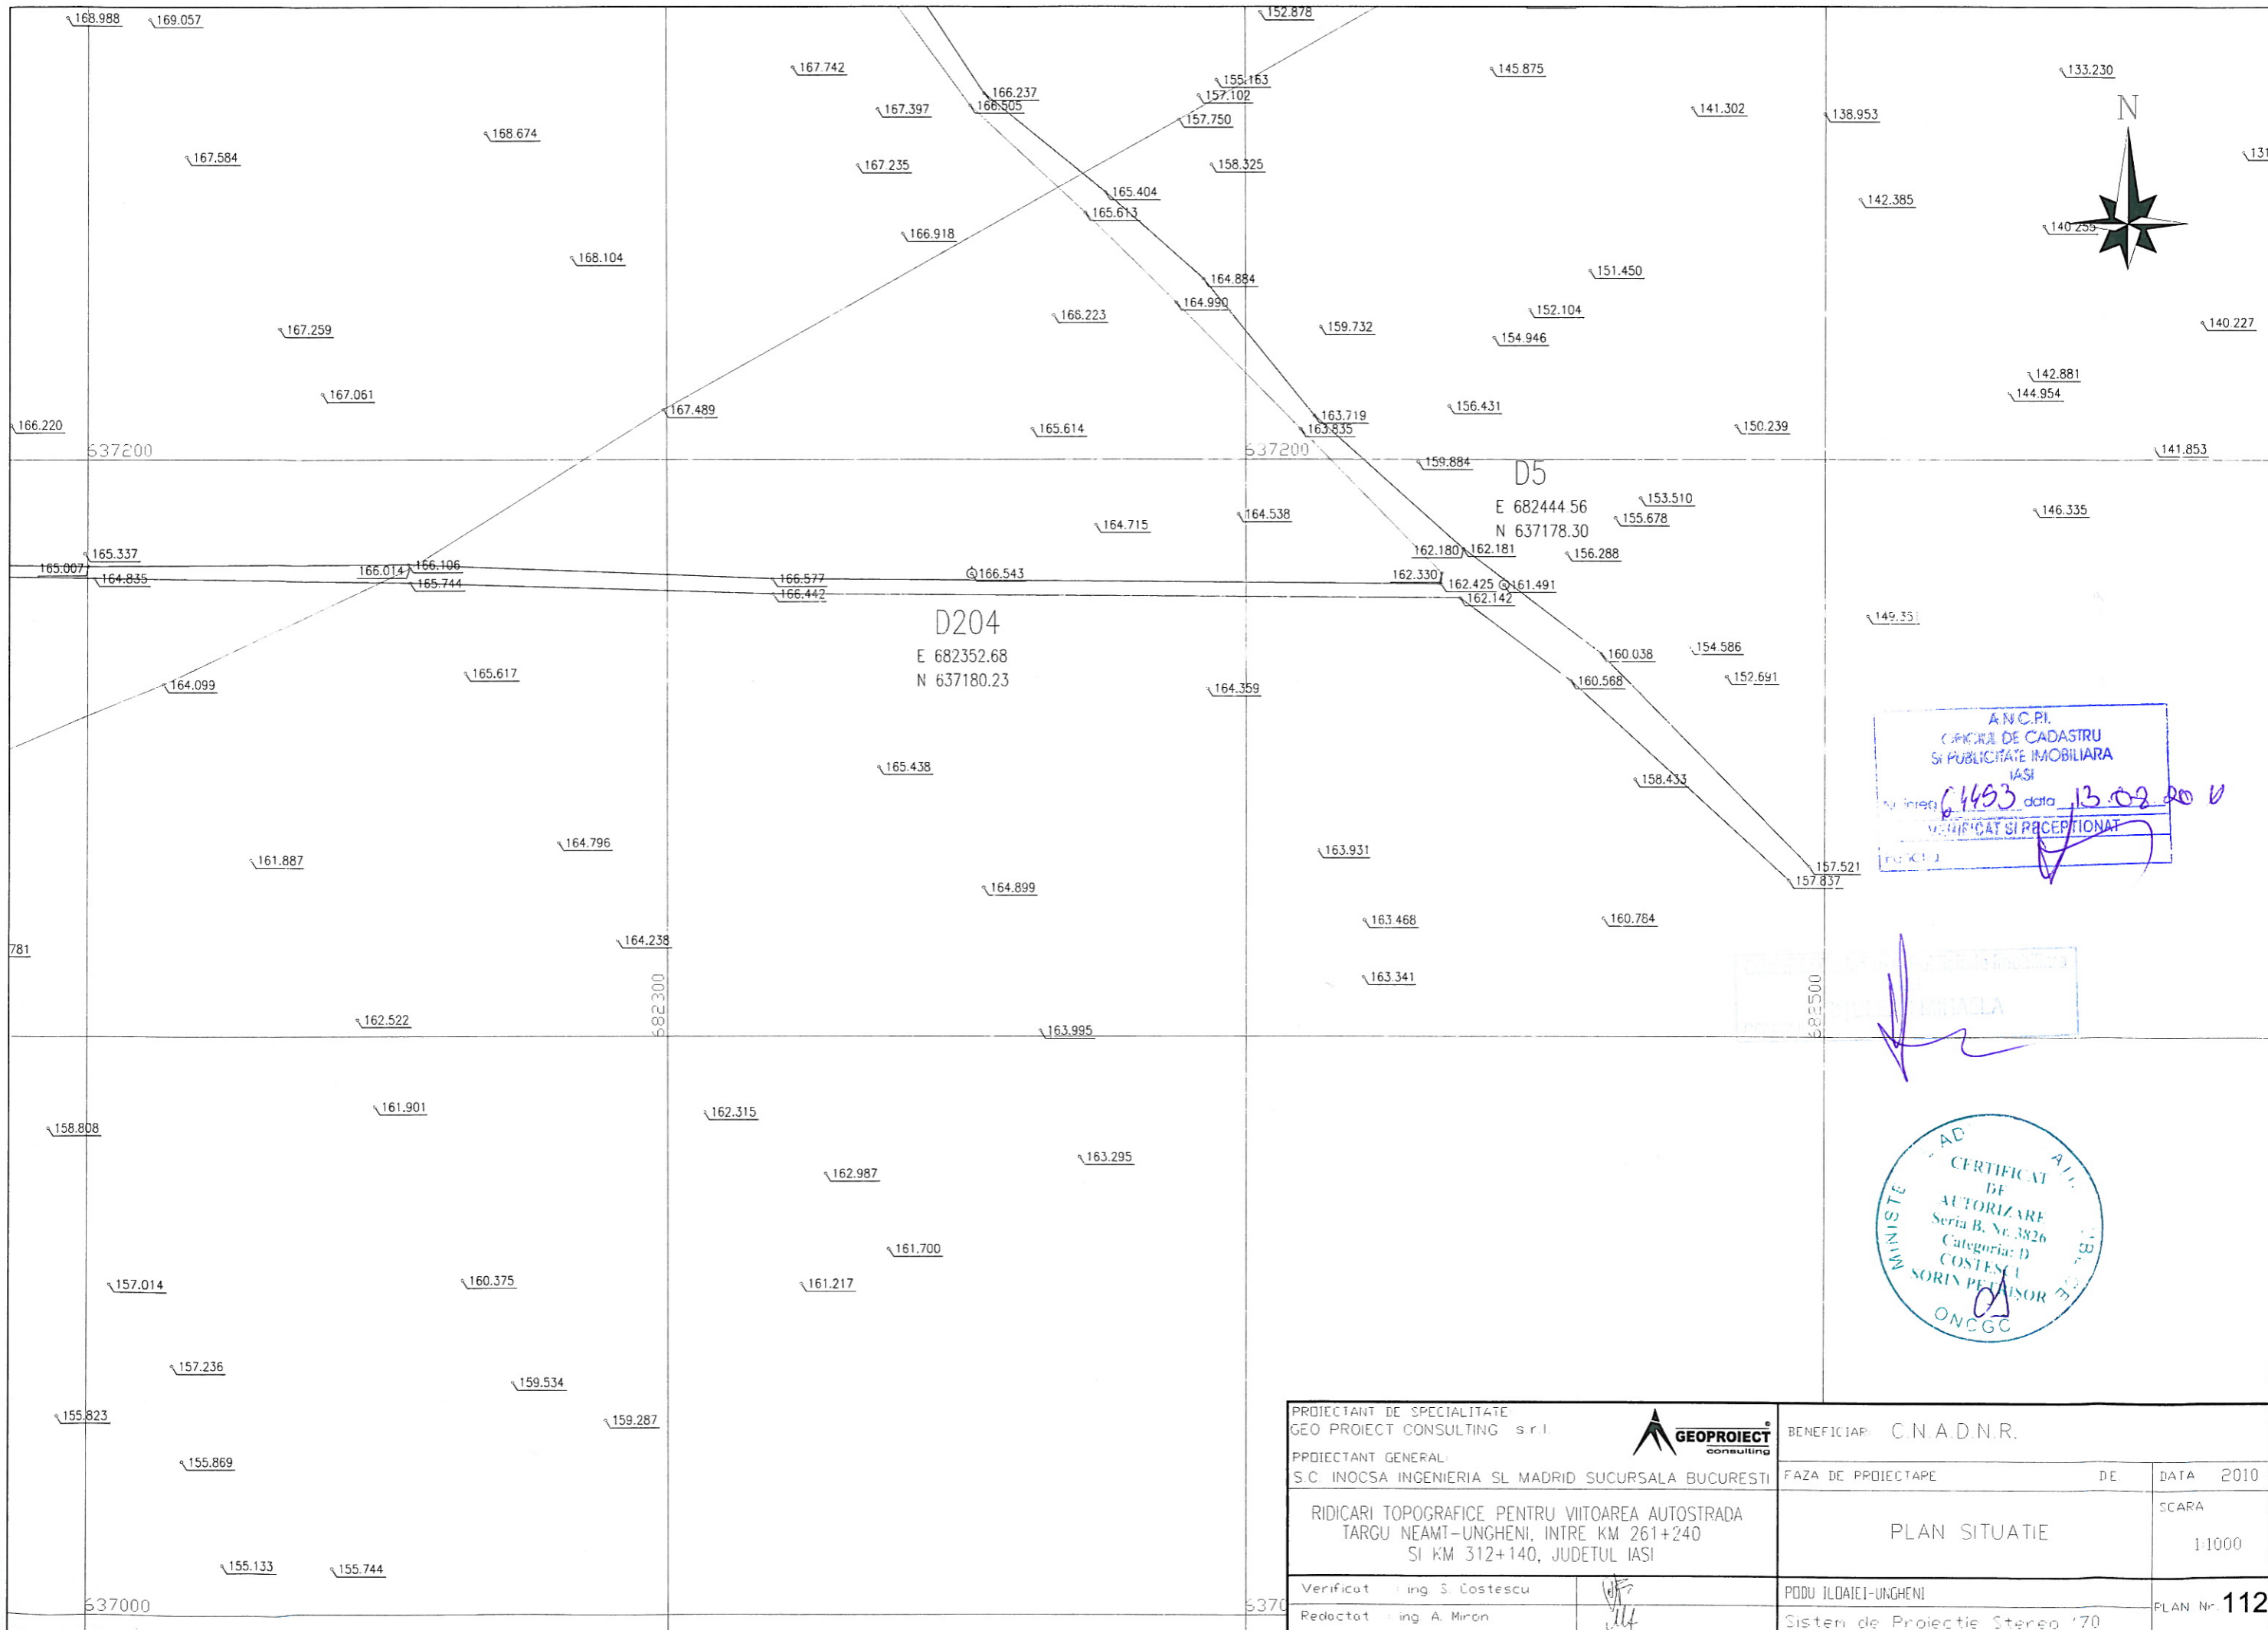 168.988
169.057
152.878
167.742
155.163
145.875
133.230
166.237
157.102
166.505
167.397
141.302
138.953
N
157.750
168.674
167.584
167.235
158.325
131
165.404
142.385
165.613
166.918
140.255
168.104
151.450
164.884
164.990
152.104
166.223
167.259
159.732
140.227
154.946
142.881
167.061
144.954
167.489
156.431
163.719
166.220
165.614
163.835
150.239
637200
637200
141.853
159.884
D5
E 682444.56
N 637178.30
153.510
146.335
164.538
155.678
164.715
165.337
162.180
162.181
156.288
165.007
164.835
166.014
166.106
165.744
166.577
166.543
162.330
162.425
161.491
166.442
162.142
D204
E 682352.68
N 637180.23
149.351
154.586
160.038
165.617
152.691
164.099
160.568
164.359
A.N.C.P.I.
OFICIUL DE CADASTRU
SI PUBLICITATE IMOBILIARA
IASI
165.438
158.433
data
VERIFICAT SI RECEPTIONAT
164.796
163.931
161.887
157.521
157.837
164.899
163.468
160.784
164.238
781
163.341
682300
682500
162.522
163.995
161.901
162.315
158.808
163.295
162.987
CERTIFICAT
DE
AUTORIZARE
Seria B, Nr. 3826
Categoria: D
COSTESCU
SORIN PETRISOR
ONCGC
161.700
157.014
160.375
161.217
157.236
159.534
155.823
159.287
155.869
155.133
155.744
637000
6370
PROIECTANT DE SPECIALITATE
GEO PROIECT CONSULTING s.r.l.
GEOPROIECT
consulting
PROIECTANT GENERAL:
S.C. INOCSA INGENIERIA SL MADRID SUCURSALA BUCURESTI
BENEFICIAR: C.N.A.D.N.R.
FAZA DE PROIECTARE DE
DATA 2010
RIDICARI TOPOGRAFICE PENTRU VIITOAREA AUTOSTRADA
TARGU NEAMT-UNGHENI, INTRE KM 261+240
SI KM 312+140, JUDETUL IASI
PLAN SITUATIE
SCARA
1:1000
Verificat : ing. S. Costescu
Redactat : ing. A. Miron
PODU ILOAIEI-UNGHENI
Sistem de Proiectie Stereo '70
PLAN Nr. 112